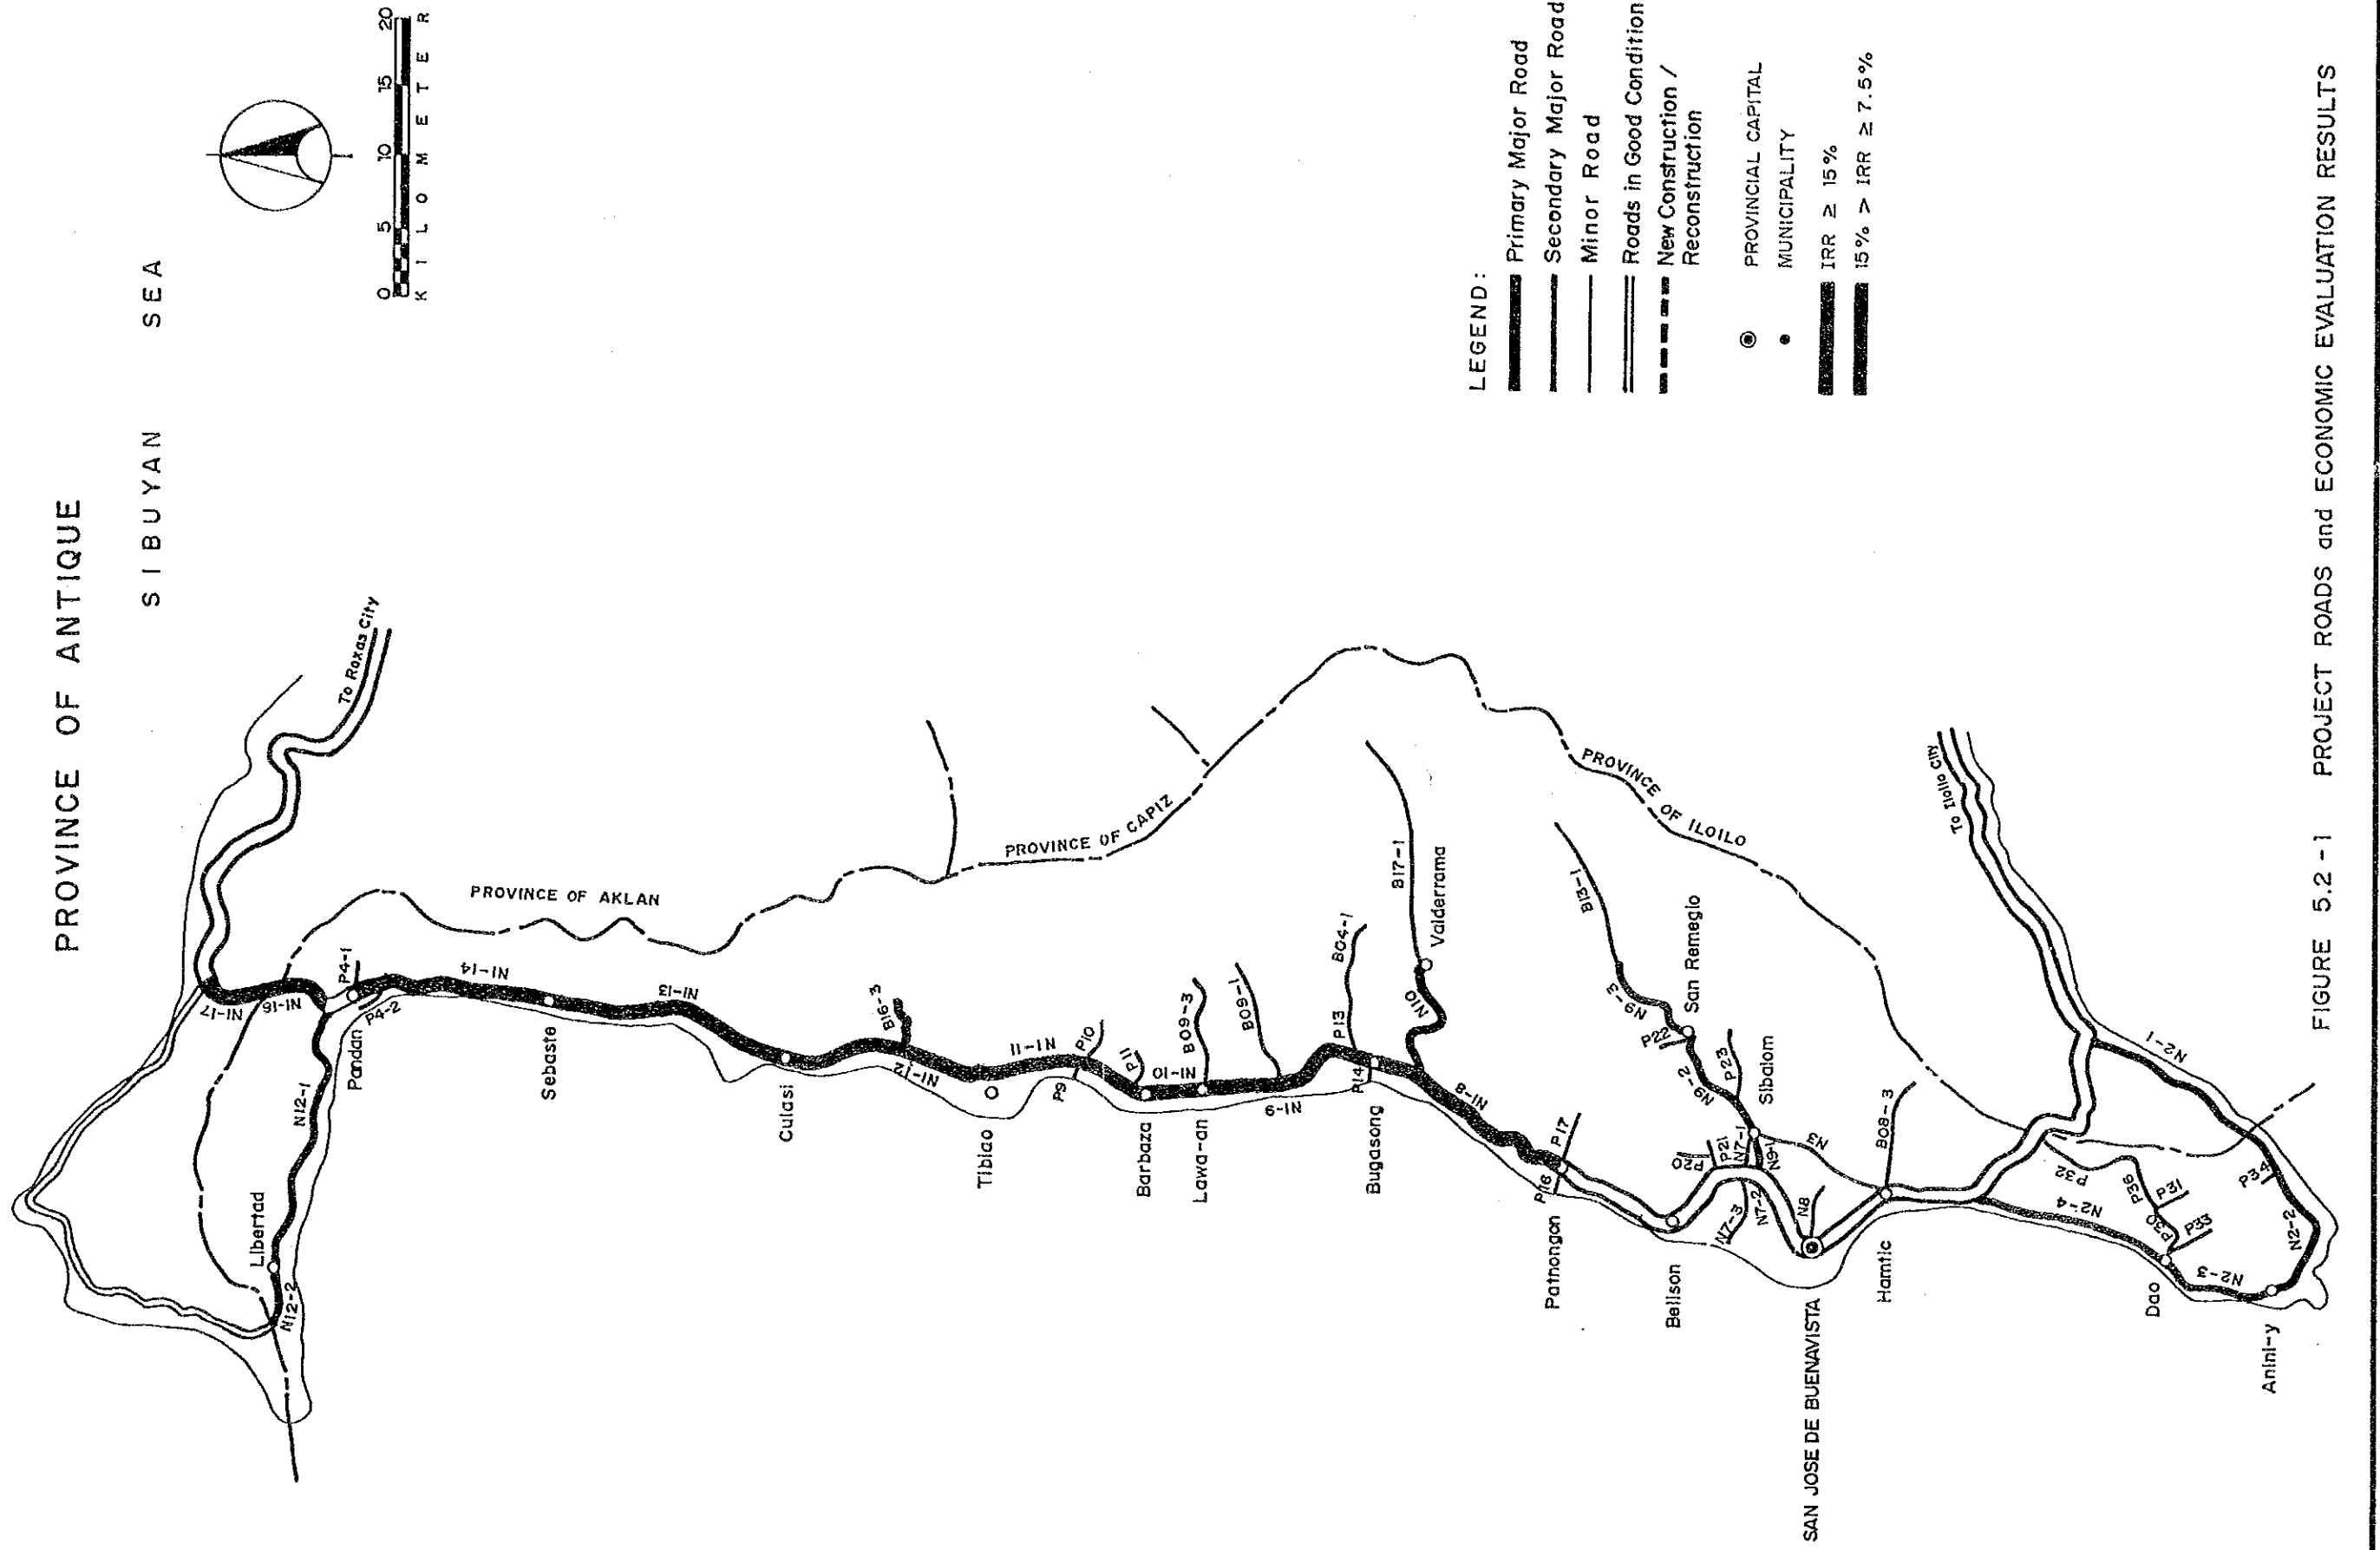 PROVINCE OF ANTIQUE
SIBUYAN SEA
0 5 10 15 20
KILOMETER
To Roxas City
N1-17
N1-16
P4-1
P4-2
Pandan
N12-1
Libertad
N12-2
PROVINCE OF AKLAN
N1-14
Sebaste
N1-13
Culasi
B16-3
N1-12
Tibiao
N1-11
P9
P10
P11
Barbaza
N1-10
Lawa-an
B09-3
B09-1
N1-9
PROVINCE OF CAPIZ
P13
B04-1
P14
Bugasong
B17-1
Valderrama
N10
N1-8
P17
P16
Patnongon
B13-1
N9-3
San Remegio
P22
N9-2
P23
Sibalom
PROVINCE OF ILOILO
P20
P21
N7-1
N9-1
N7-2
N7-3
Belison
N3
N8
SAN JOSE DE BUENAVISTA
B08-3
Hamtic
To Iloilo City
N2-1
P32
N2-4
P36
P31
P30
P33
P34
Dao
N2-3
N2-2
Anini-y
LEGEND:
Primary Major Road
Secondary Major Road
Minor Road
Roads in Good Condition
New Construction /
Reconstruction
PROVINCIAL CAPITAL
MUNICIPALITY
IRR ≥ 15%
15% > IRR ≥ 7.5%
FIGURE 5.2-1 PROJECT ROADS and ECONOMIC EVALUATION RESULTS